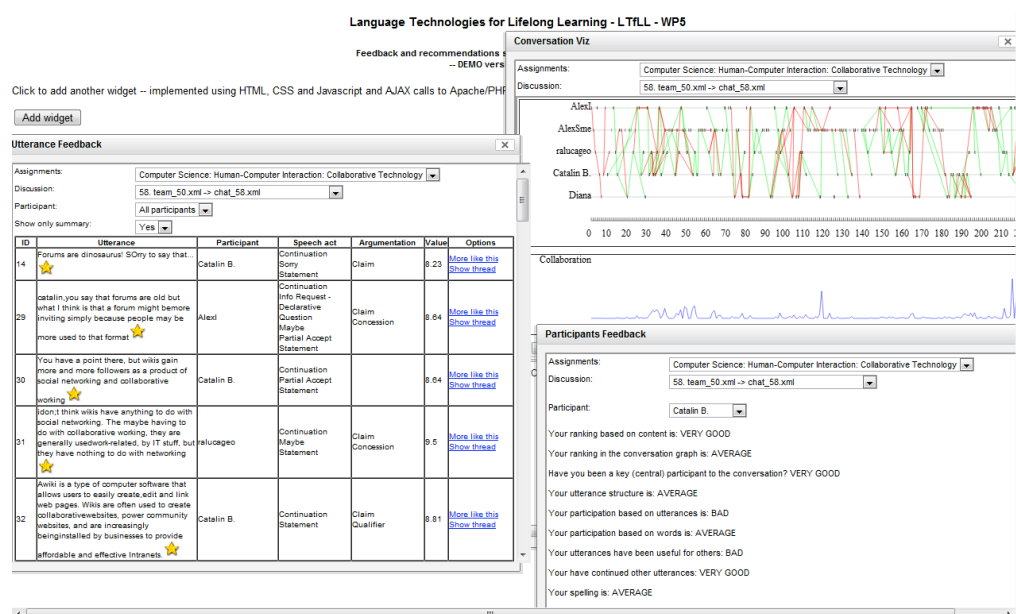 Language Technologies for Lifelong Learning - LTfLL - WP5
Feedback and recommendations s
-- DEMO vers
Click to add another widget -- implemented using HTML, CSS and Javascript and AJAX calls to Apache/PHP
Add widget
Conversation Viz
Assignments:
Computer Science: Human-Computer Interaction: Collaborative Technology
Discussion:
58. team_50.xml -> chat_58.xml
AlexI.
AlexSme
ralucageo
Catalin B.
Diana
0 10 20 30 40 50 60 70 80 90 100 110 120 130 140 150 160 170 180 190 200 210
Collaboration
Utterance Feedback
Assignments:
Computer Science: Human-Computer Interaction: Collaborative Technology
Discussion:
58. team_50.xml -> chat_58.xml
Participant:
All participants
Show only summary:
Yes
ID Utterance Participant Speech act Argumentation Value Options
14
Forums are dinosaurus! SOrry to say that...
Catalin B.
Continuation
Sorry
Statement
Claim
8.23
More like this
Show thread
29
catalin,you say that forums are old but
what I think is that a forum might bemore
inviting simply because people may be
more used to that format
AlexI
Continuation
Info Request -
Declarative
Question
Maybe
Partial Accept
Statement
Claim
Concession
8.64
More like this
Show thread
30
You have a point there, but wikis gain
more and more followers as a product of
social networking and collaborative
working
Catalin B.
Continuation
Partial Accept
Statement
8.64
More like this
Show thread
31
idon;t think wikis have anything to do with
social networking. The maybe having to
do with collaborative working, they are
generally usedwork-related, by IT stuff, but
they have nothing to do with networking
ralucageo
Continuation
Maybe
Statement
Claim
Concession
9.5
More like this
Show thread
32
Awiki is a type of computer software that
allows users to easily create,edit and link
web pages. Wikis are often used to create
collaborativewebsites, power community
websites, and are increasingly
beinginstalled by businesses to provide
affordable and effective Intranets.
Catalin B.
Continuation
Statement
Claim
Qualifier
8.81
More like this
Show thread
Participants Feedback
Assignments:
Computer Science: Human-Computer Interaction: Collaborative Technology
Discussion:
58. team_50.xml -> chat_58.xml
Participant:
Catalin B.
Your ranking based on content is: VERY GOOD
Your ranking in the conversation graph is: AVERAGE
Have you been a key (central) participant to the conversation? VERY GOOD
Your utterance structure is: AVERAGE
Your participation based on utterances is: BAD
Your participation based on words is: AVERAGE
Your utterances have been useful for others: BAD
Your have continued other utterances: VERY GOOD
Your spelling is: AVERAGE